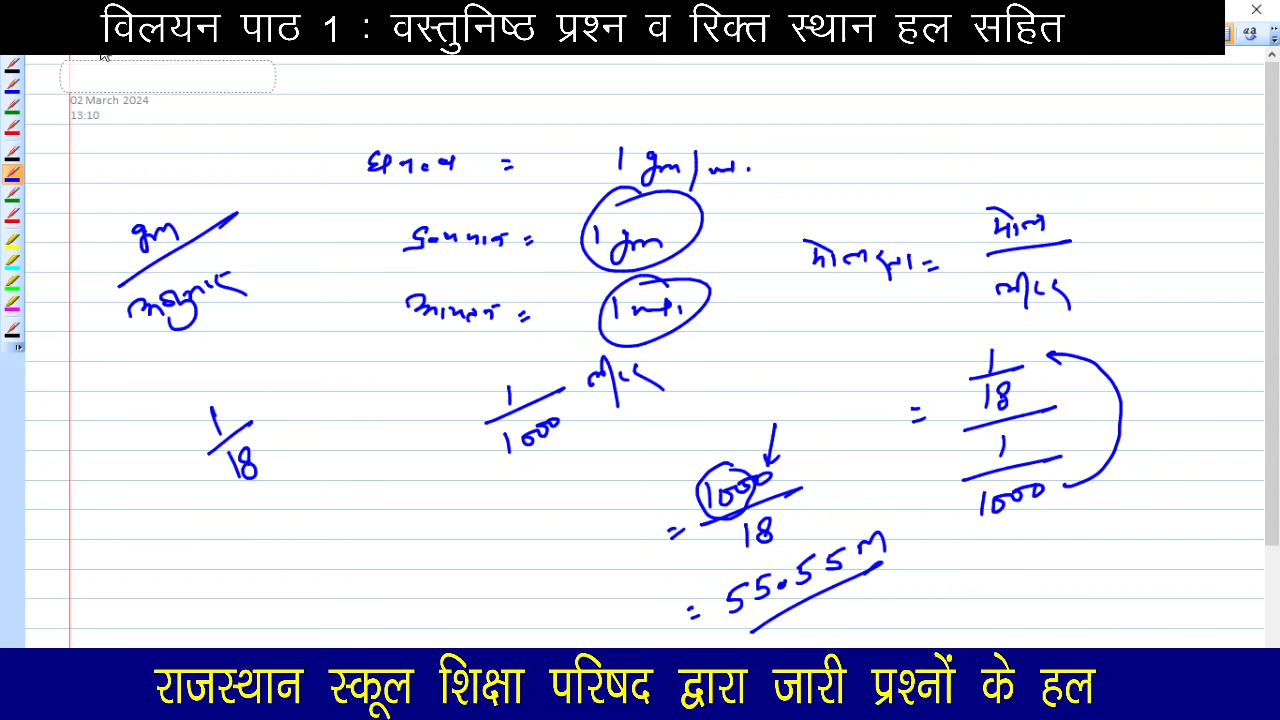 विलयन पाठ 1 : वस्तुनिष्ठ प्रश्न व रिक्त स्थान हल सहित
02 March 2024
13:10
घनत्व = 1 gm/ml.
gm / अणुभार
द्रव्यमान = 1 gm
मोलरता = मोल / लीटर
आयतन = 1 ml.
1/18
1/1000 लीटर
= 1/18 / 1/1000
= 1000/18
= 55.55 M
राजस्थान स्कूल शिक्षा परिषद द्वारा जारी प्रश्नों के हल